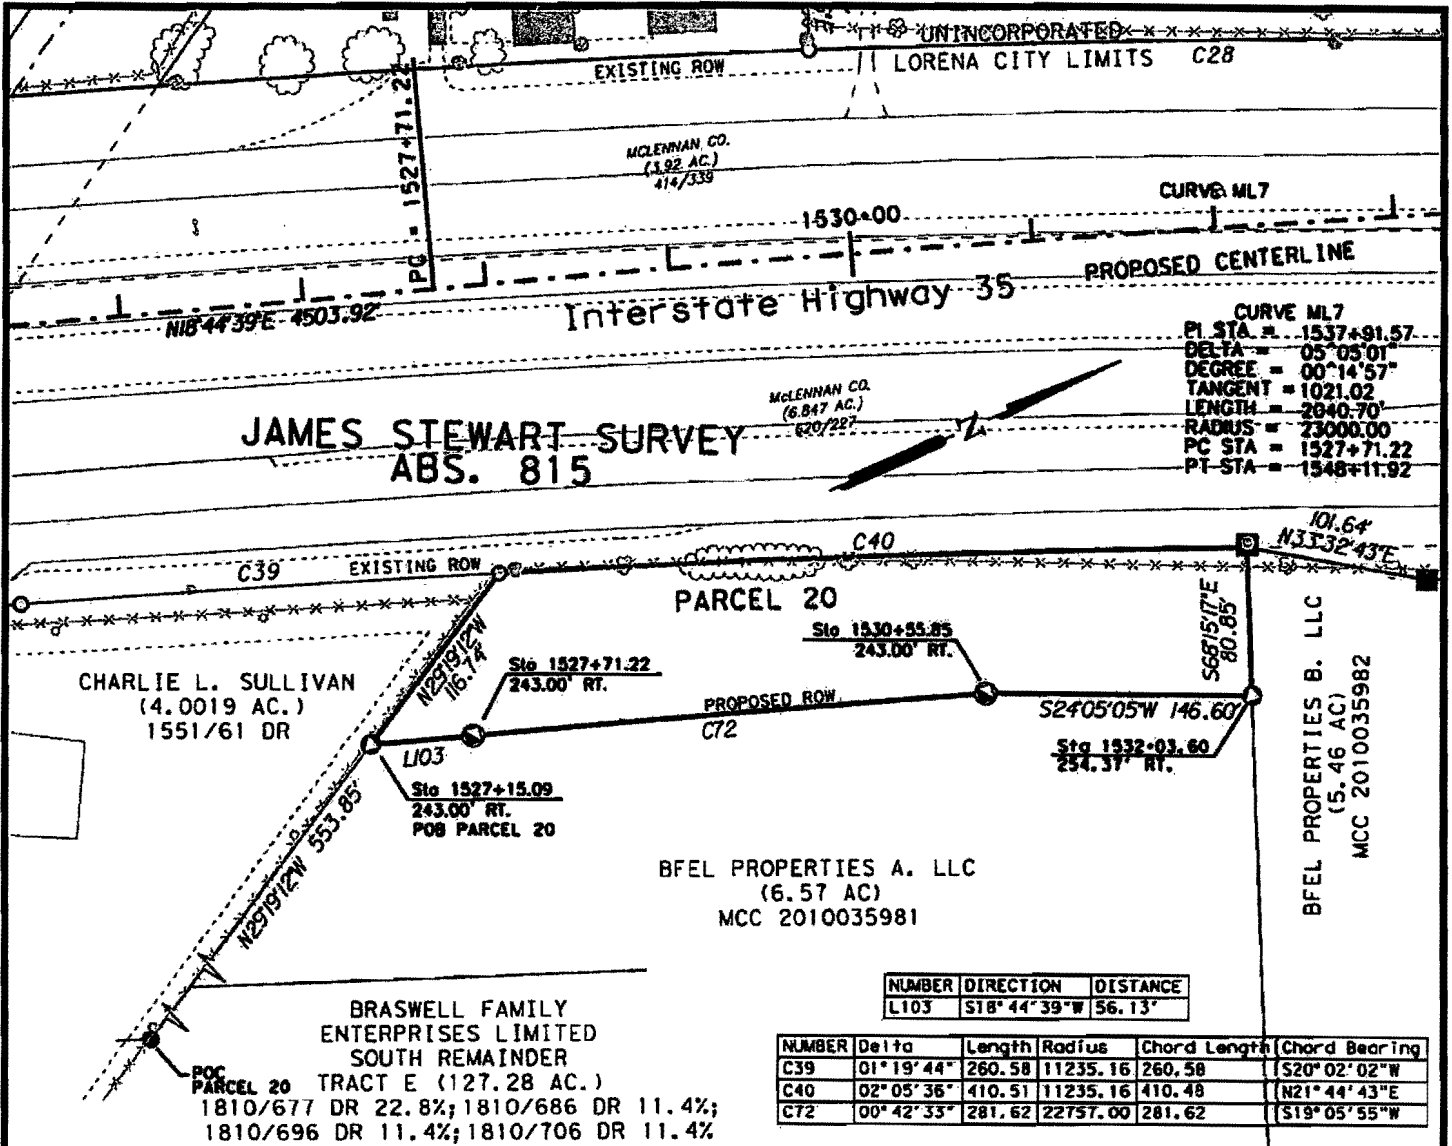 UNINCORPORATED
LORENA CITY LIMITS C28
EXISTING ROW
PC = 1527+71.22
MCLENNAN CO.
(3.92 AC.)
414/339
CURVE ML7
1530+00
PROPOSED CENTERLINE
N18°44'39"E 4503.92'
Interstate Highway 35
CURVE ML7
PI STA = 1537+91.57
DELTA = 05°05'01"
DEGREE = 00°14'57"
TANGENT = 1021.02
LENGTH = 2040.70'
RADIUS = 23000.00
PC STA = 1527+71.22
PT STA = 1548+11.92
McLENNAN CO.
(6.847 AC.)
620/227
Z
JAMES STEWART SURVEY
ABS. 815
101.64'
N33°32'43"E
C39
EXISTING ROW
C40
PARCEL 20
S68°15'17"E
80.85'
N29°19'12"W
116.74'
Sta 1530+55.85
243.00' RT.
Sta 1527+71.22
243.00' RT.
CHARLIE L. SULLIVAN
(4.0019 AC.)
1551/61 DR
PROPOSED ROW
C72
S24°05'05"W 146.60'
Sta 1532+03.60
254.37' RT.
L103
Sta 1527+15.09
243.00' RT.
POB PARCEL 20
BFEL PROPERTIES B. LLC
(5.46 AC)
MCC 2010035982
N29°19'12"W 553.85'
BFEL PROPERTIES A. LLC
(6.57 AC)
MCC 2010035981
BRASWELL FAMILY
ENTERPRISES LIMITED
SOUTH REMAINDER
TRACT E (127.28 AC.)
1810/677 DR 22.8%; 1810/686 DR 11.4%;
1810/696 DR 11.4%; 1810/706 DR 11.4%
POC
PARCEL 20
NUMBER DIRECTION DISTANCE
L103 S18°44'39"W 56.13'
NUMBER Delta Length Radius Chord Length Chord Bearing
C39 01°19'44" 260.58 11235.16 260.58 S20°02'02"W
C40 02°05'36" 410.51 11235.16 410.48 N21°44'43"E
C72 00°42'33" 281.62 22757.00 281.62 S19°05'55"W